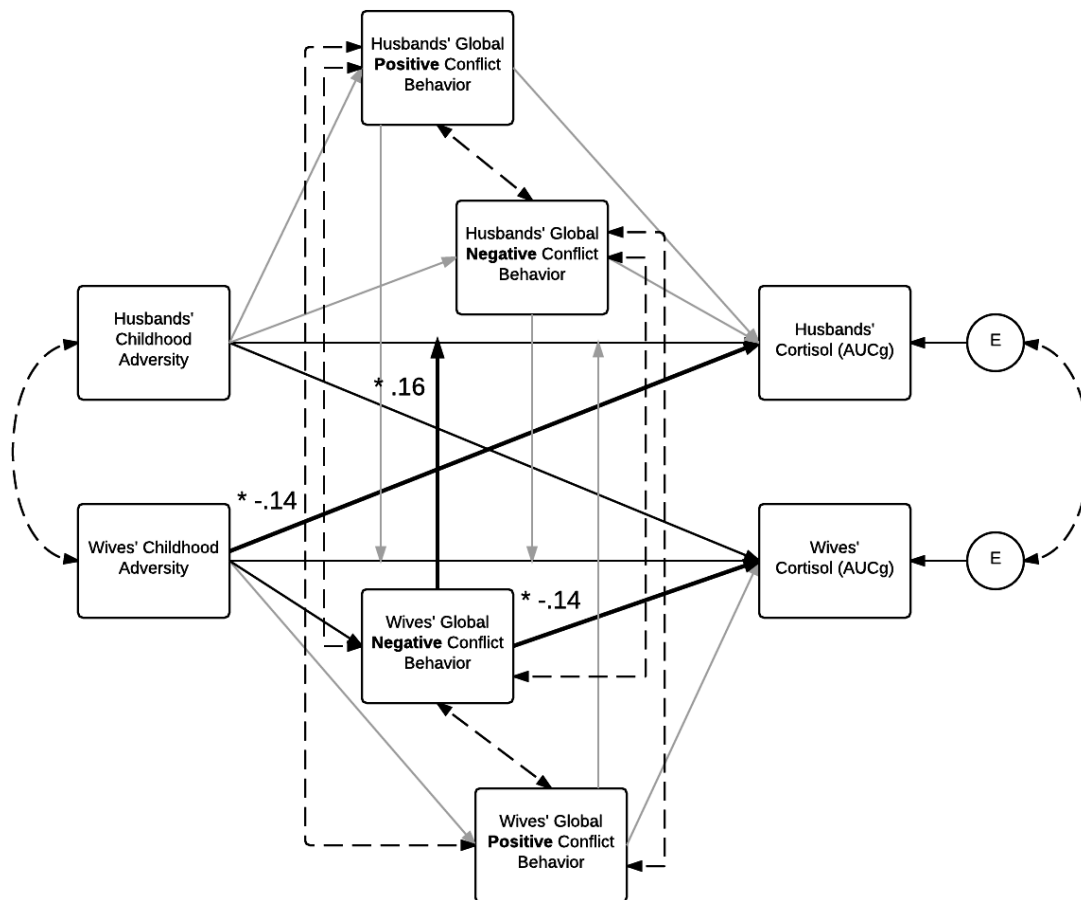 Husbands' Global
Positive Conflict
Behavior
Husbands' Global
Negative Conflict
Behavior
Husbands'
Childhood
Adversity
Husbands'
Cortisol (AUCg)
E
* .16
* -.14
Wives' Childhood
Adversity
Wives'
Cortisol (AUCg)
E
* -.14
Wives' Global
Negative Conflict
Behavior
Wives' Global
Positive Conflict
Behavior